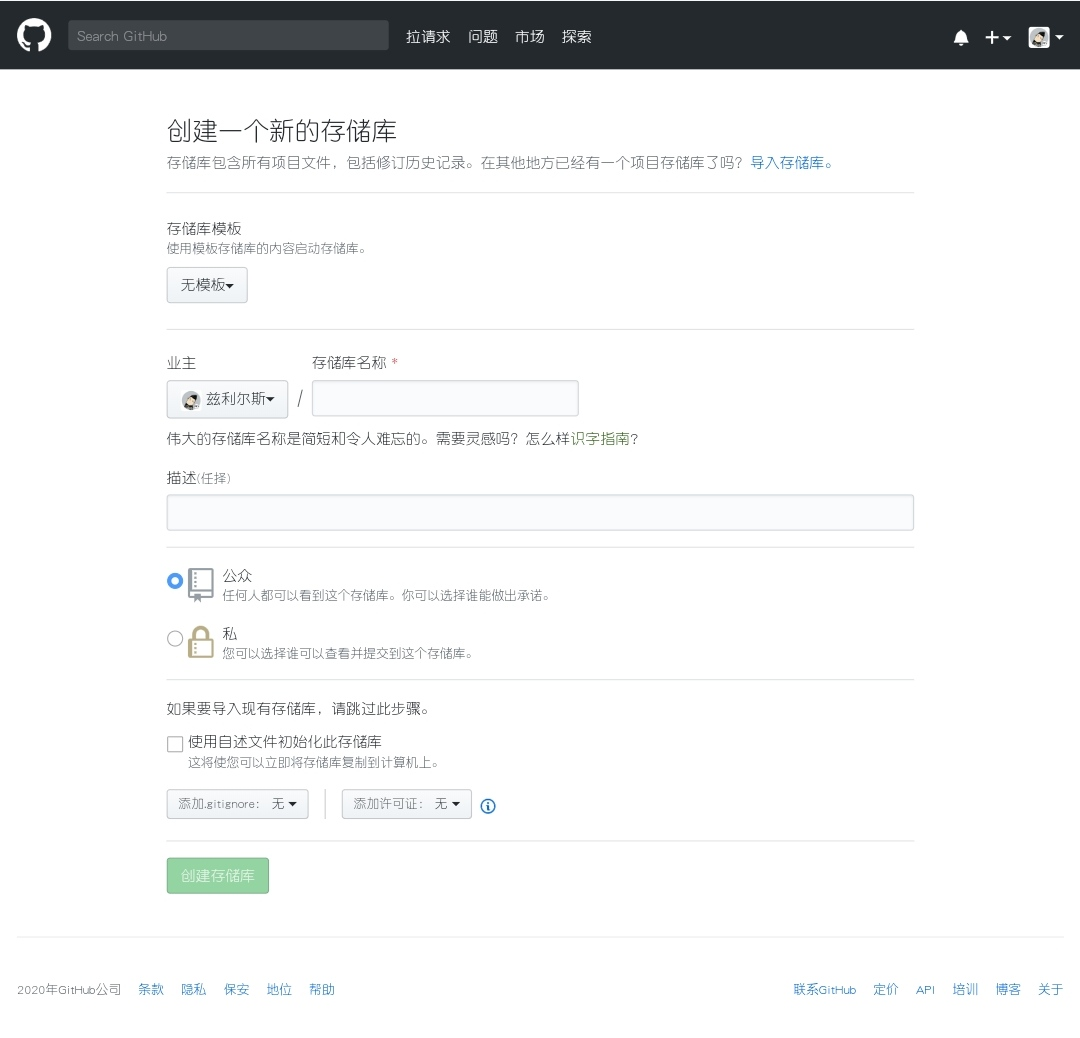 Search GitHub 拉请求 问题 市场 探索
创建一个新的存储库
存储库包含所有项目文件，包括修订历史记录。在其他地方已经有一个项目存储库了吗？导入存储库。
存储库模板
使用模板存储库的内容启动存储库。
无模板
业主 存储库名称 *
兹利尔斯 /
伟大的存储库名称是简短和令人难忘的。需要灵感吗？怎么样识字指南?
描述(任择)
公众
任何人都可以看到这个存储库。你可以选择谁能做出承诺。
私
您可以选择谁可以查看并提交到这个存储库。
如果要导入现有存储库，请跳过此步骤。
使用自述文件初始化此存储库
这将使您可以立即将存储库复制到计算机上。
添加.gitignore： 无 添加许可证： 无
创建存储库
2020年GitHub公司 条款 隐私 保安 地位 帮助 联系GitHub 定价 API 培训 博客 关于